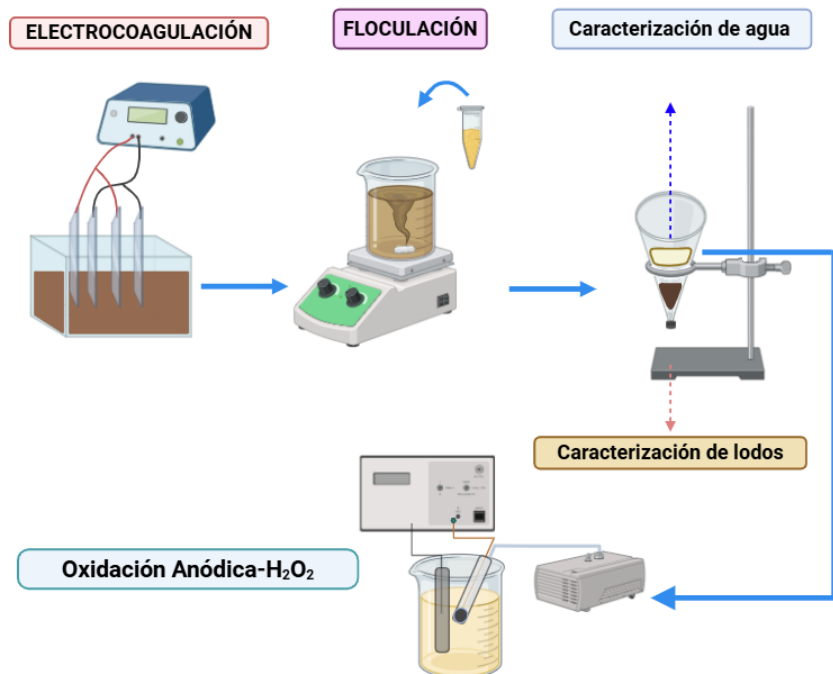 ELECTROCOAGULACIÓN
FLOCULACIÓN
Caracterización de agua
Caracterización de lodos
Oxidación Anódica-H₂O₂